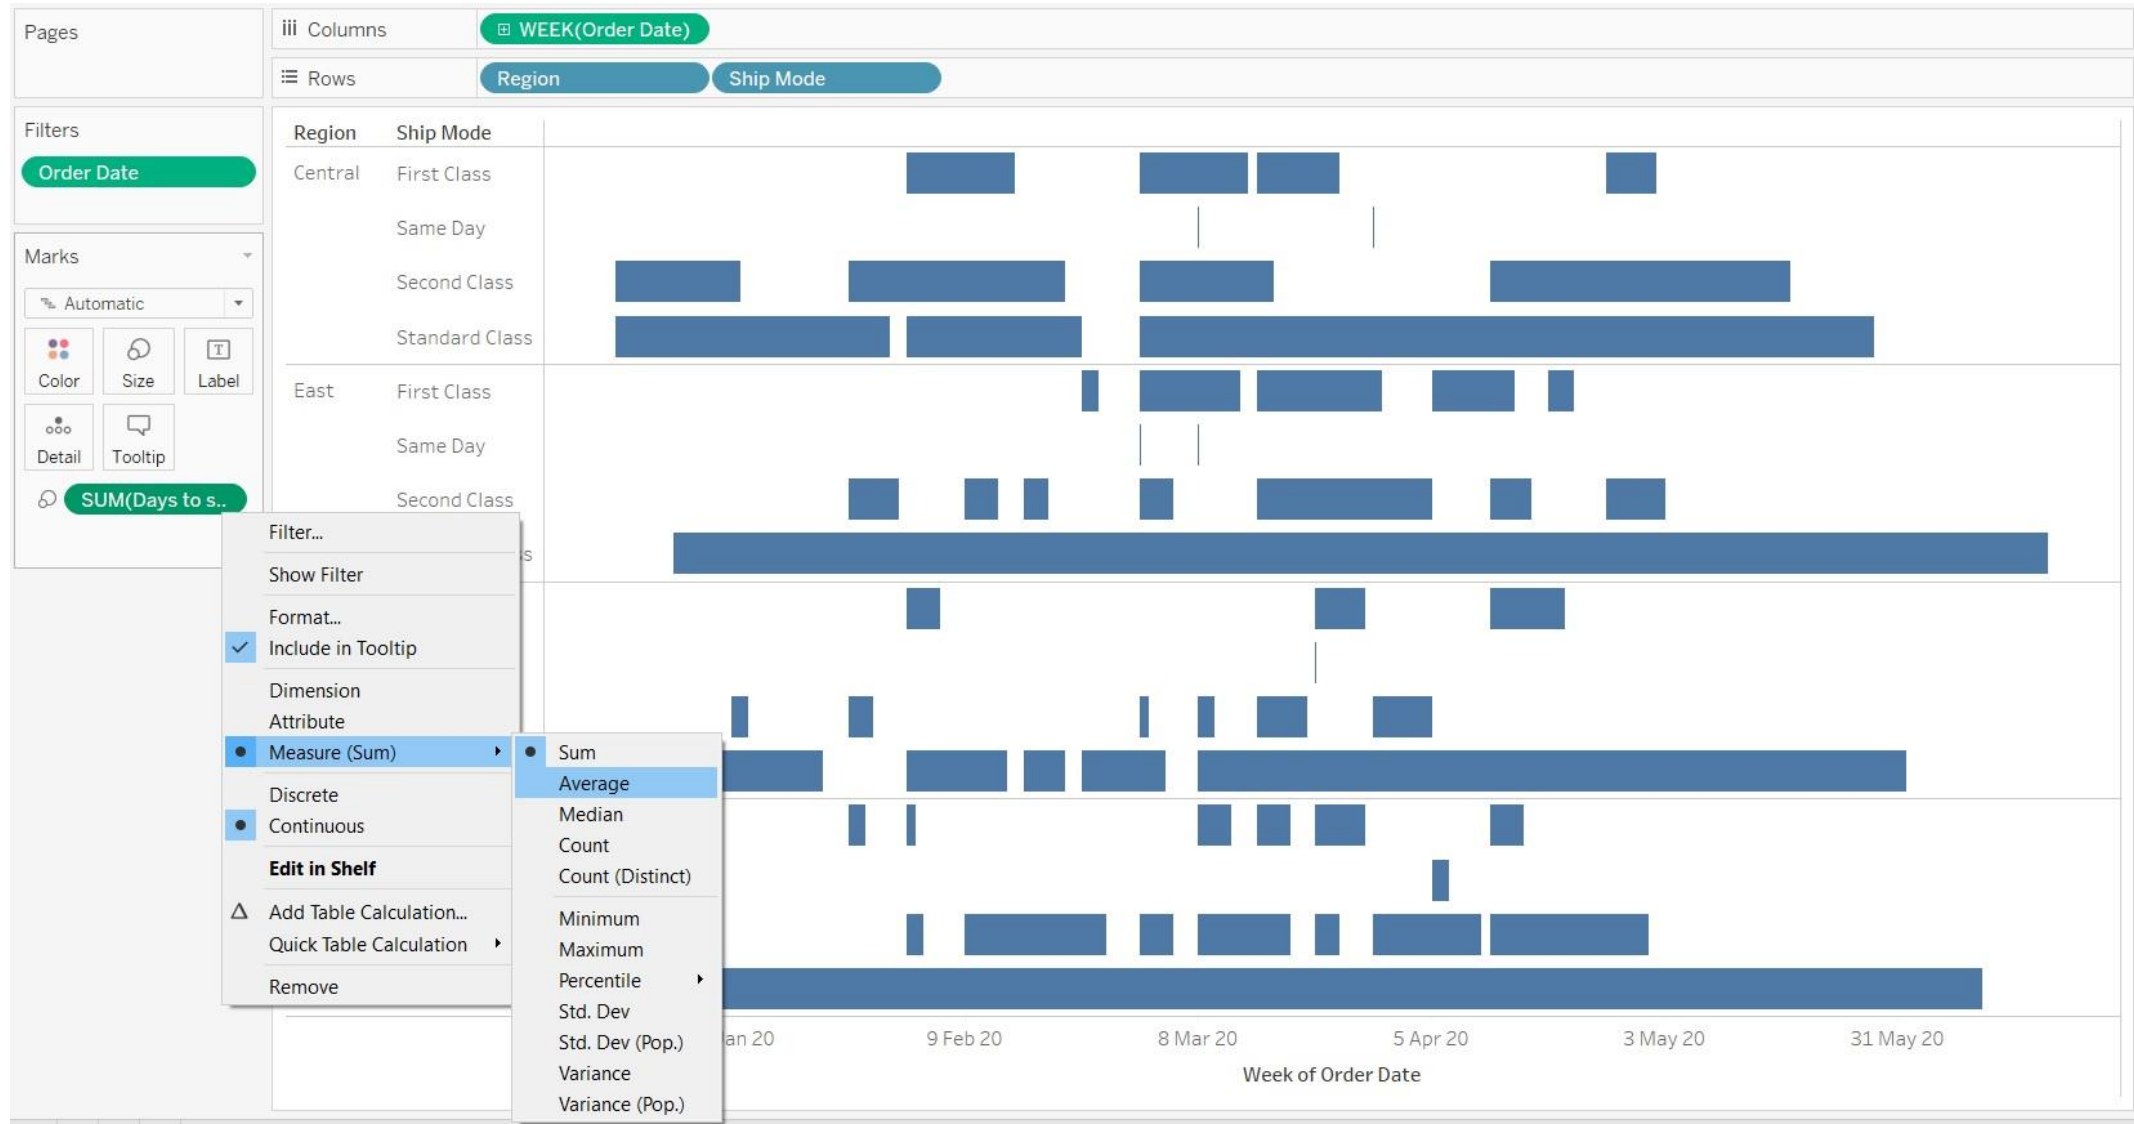 Pages
Columns
WEEK(Order Date)
Rows
Region
Ship Mode
Filters
Order Date
Marks
Automatic
Color
Size
Label
Detail
Tooltip
SUM(Days to s..
Region
Ship Mode
Central
First Class
Same Day
Second Class
Standard Class
East
First Class
Same Day
Second Class
s
Filter...
Show Filter
Format...
Include in Tooltip
Dimension
Attribute
Measure (Sum)
Discrete
Continuous
Edit in Shelf
Add Table Calculation...
Quick Table Calculation
Remove
Sum
Average
Median
Count
Count (Distinct)
Minimum
Maximum
Percentile
Std. Dev
Std. Dev (Pop.)
Variance
Variance (Pop.)
an 20
9 Feb 20
8 Mar 20
5 Apr 20
3 May 20
31 May 20
Week of Order Date